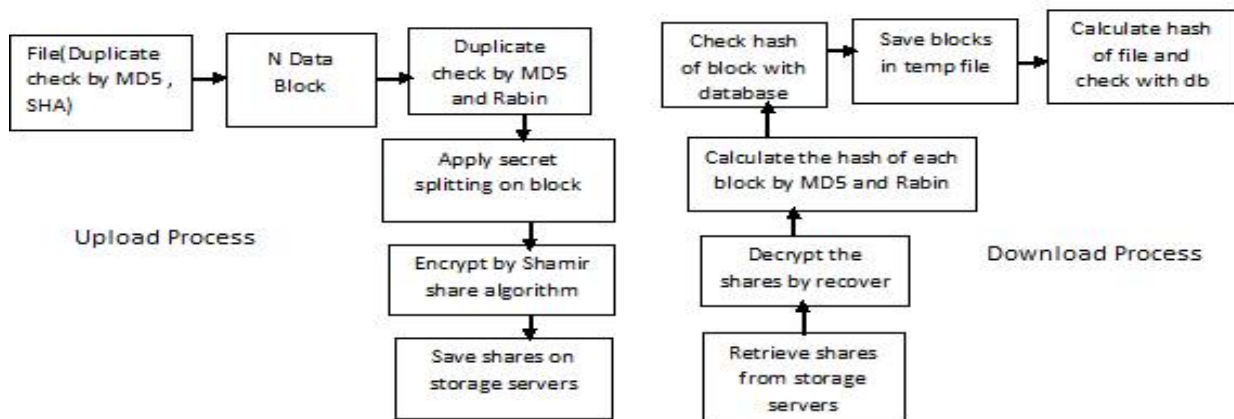 File(Duplicate
check by MD5 ,
SHA)
N Data
Block
Duplicate
check by MD5
and Rabin
Apply secret
splitting on block
Encrypt by Shamir
share algorithm
Save shares on
storage servers
Upload Process
Retrieve shares
from storage
servers
Decrypt the
shares by recover
Calculate the hash of each
block by MD5 and Rabin
Check hash
of block with
database
Save blocks
in temp file
Calculate hash
of file and
check with db
Download Process